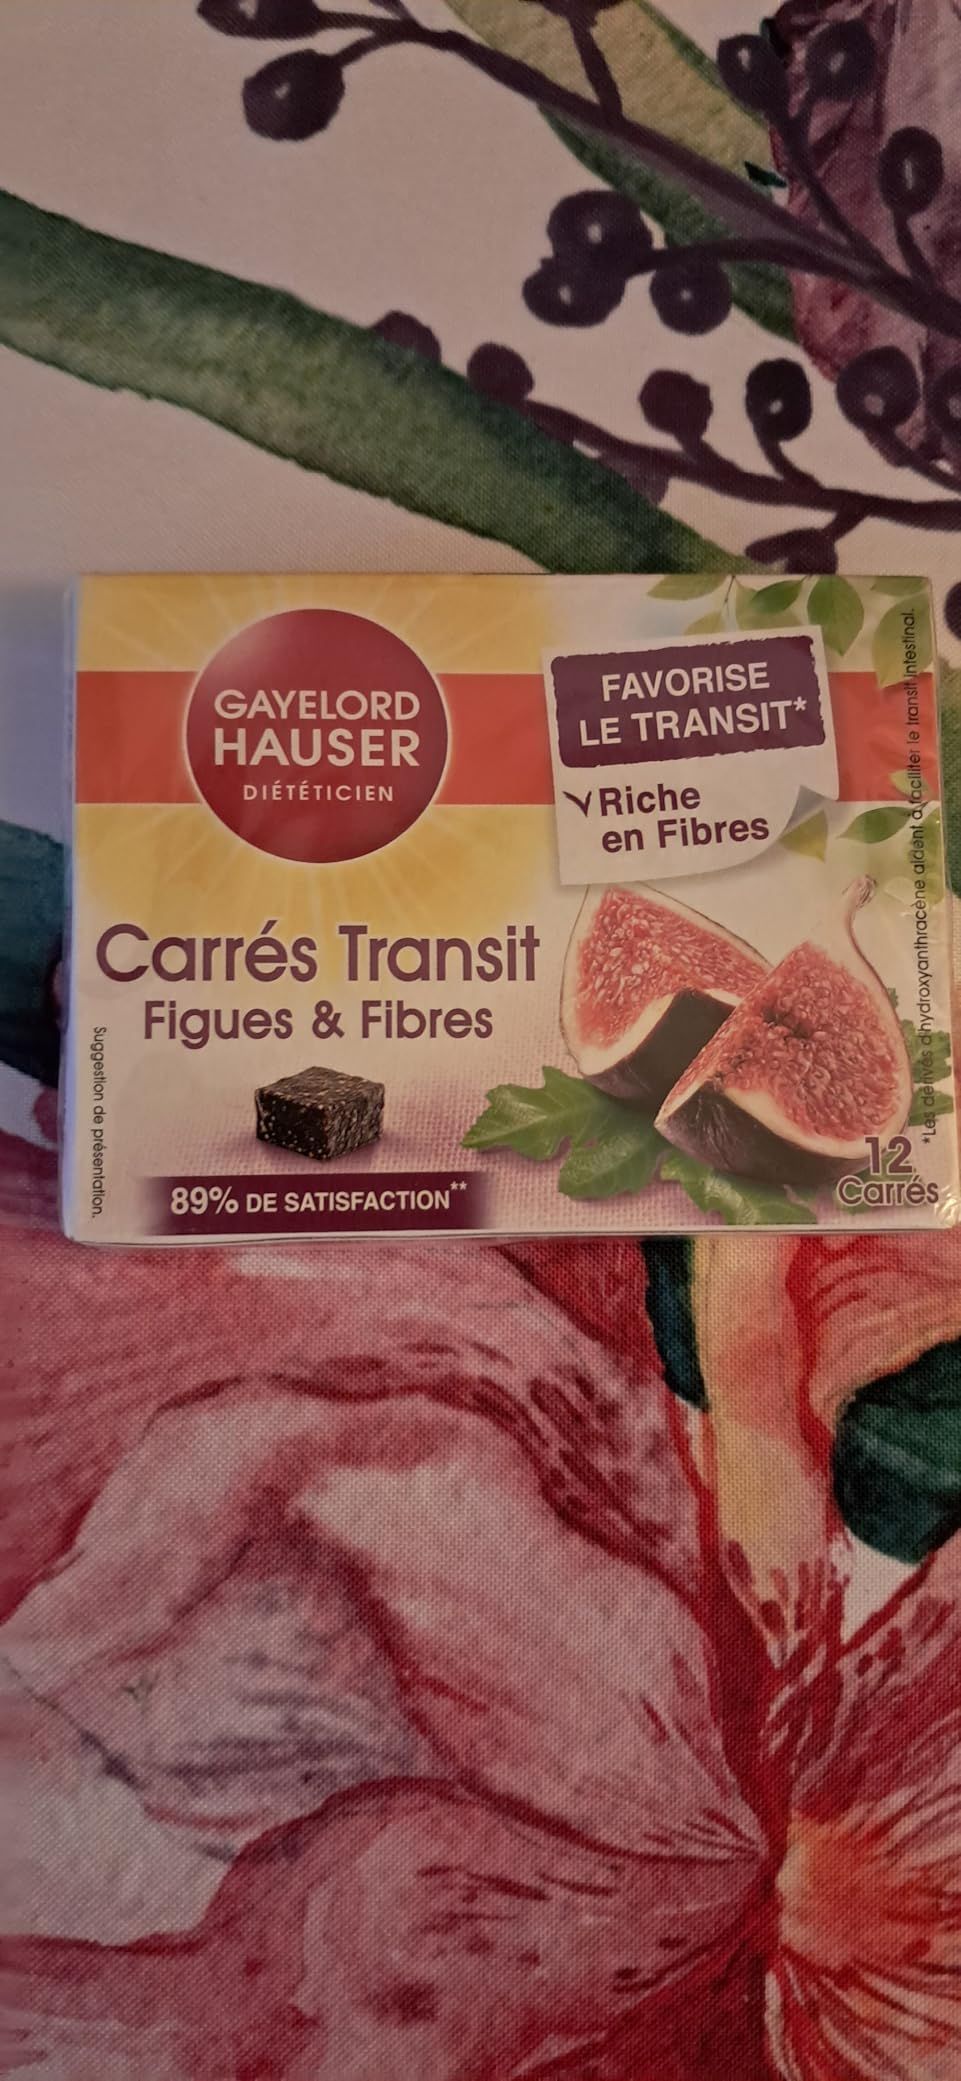 GAYELORD
HAUSER
DIÉTÉTICIEN
FAVORISE
LE TRANSIT*
Riche
en Fibres
Carrés Transit
Figues & Fibres
89% DE SATISFACTION**
12
Carrés
Suggestion de présentation.
*Les dérivés d'hydroxyanthracène aident à faciliter le transit intestinal.